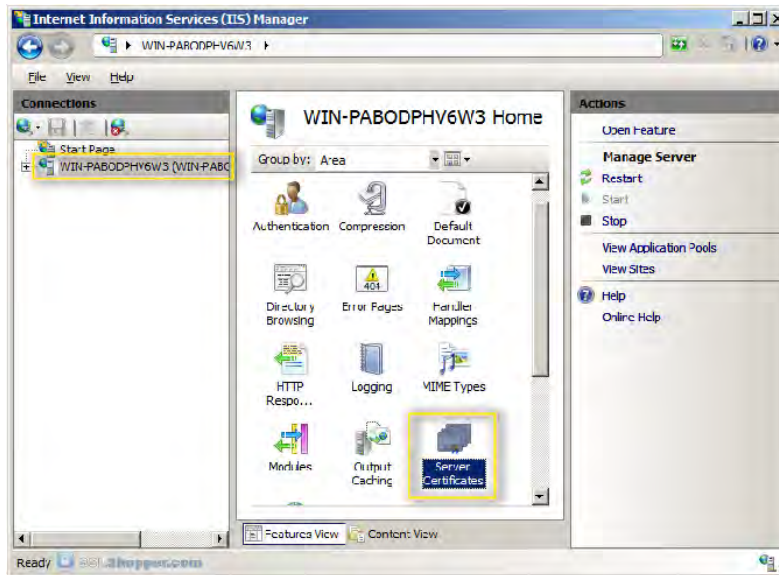 Internet Information Services (IIS) Manager
WIN-PABODPHV6W3
File View Help
Connections
Start Page
WIN-PABODPHV6W3 (WIN-PABO
WIN-PABODPHV6W3 Home
Group by: Area
Authentication Compression Default Document
Directory Browsing Error Pages Handler Mappings
404
HTTP Respo... Logging MIME Types
Modules Output Caching Server Certificates
Features View Content View
Actions
Open Feature
Manage Server
Restart
Start
Stop
View Application Pools
View Sites
Help
Online Help
Ready